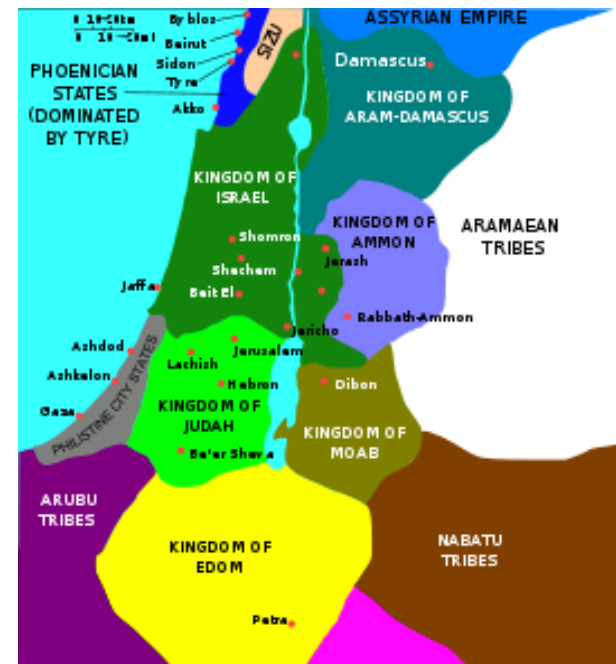 Byblos
ASSYRIAN EMPIRE
Beirut
SIZU
Sidon
Damascus
Tyre
PHOENICIAN
STATES
(DOMINATED
BY TYRE)
KINGDOM OF
ARAM-DAMASCUS
Akko
KINGDOM OF
ISRAEL
KINGDOM OF
AMMON
ARAMAEAN
TRIBES
Shomron
Jerash
Shechem
Jaffa
Beit El
Rabbath-Ammon
Jericho
Ashdod
Jerusalem
Lachish
Ashkelon
Hebron
Dibon
Gaza
PHILISTINE CITY STATES
KINGDOM OF
JUDAH
KINGDOM OF
MOAB
Be'er Sheva
ARUBU
TRIBES
KINGDOM OF
EDOM
NABATU
TRIBES
Petra